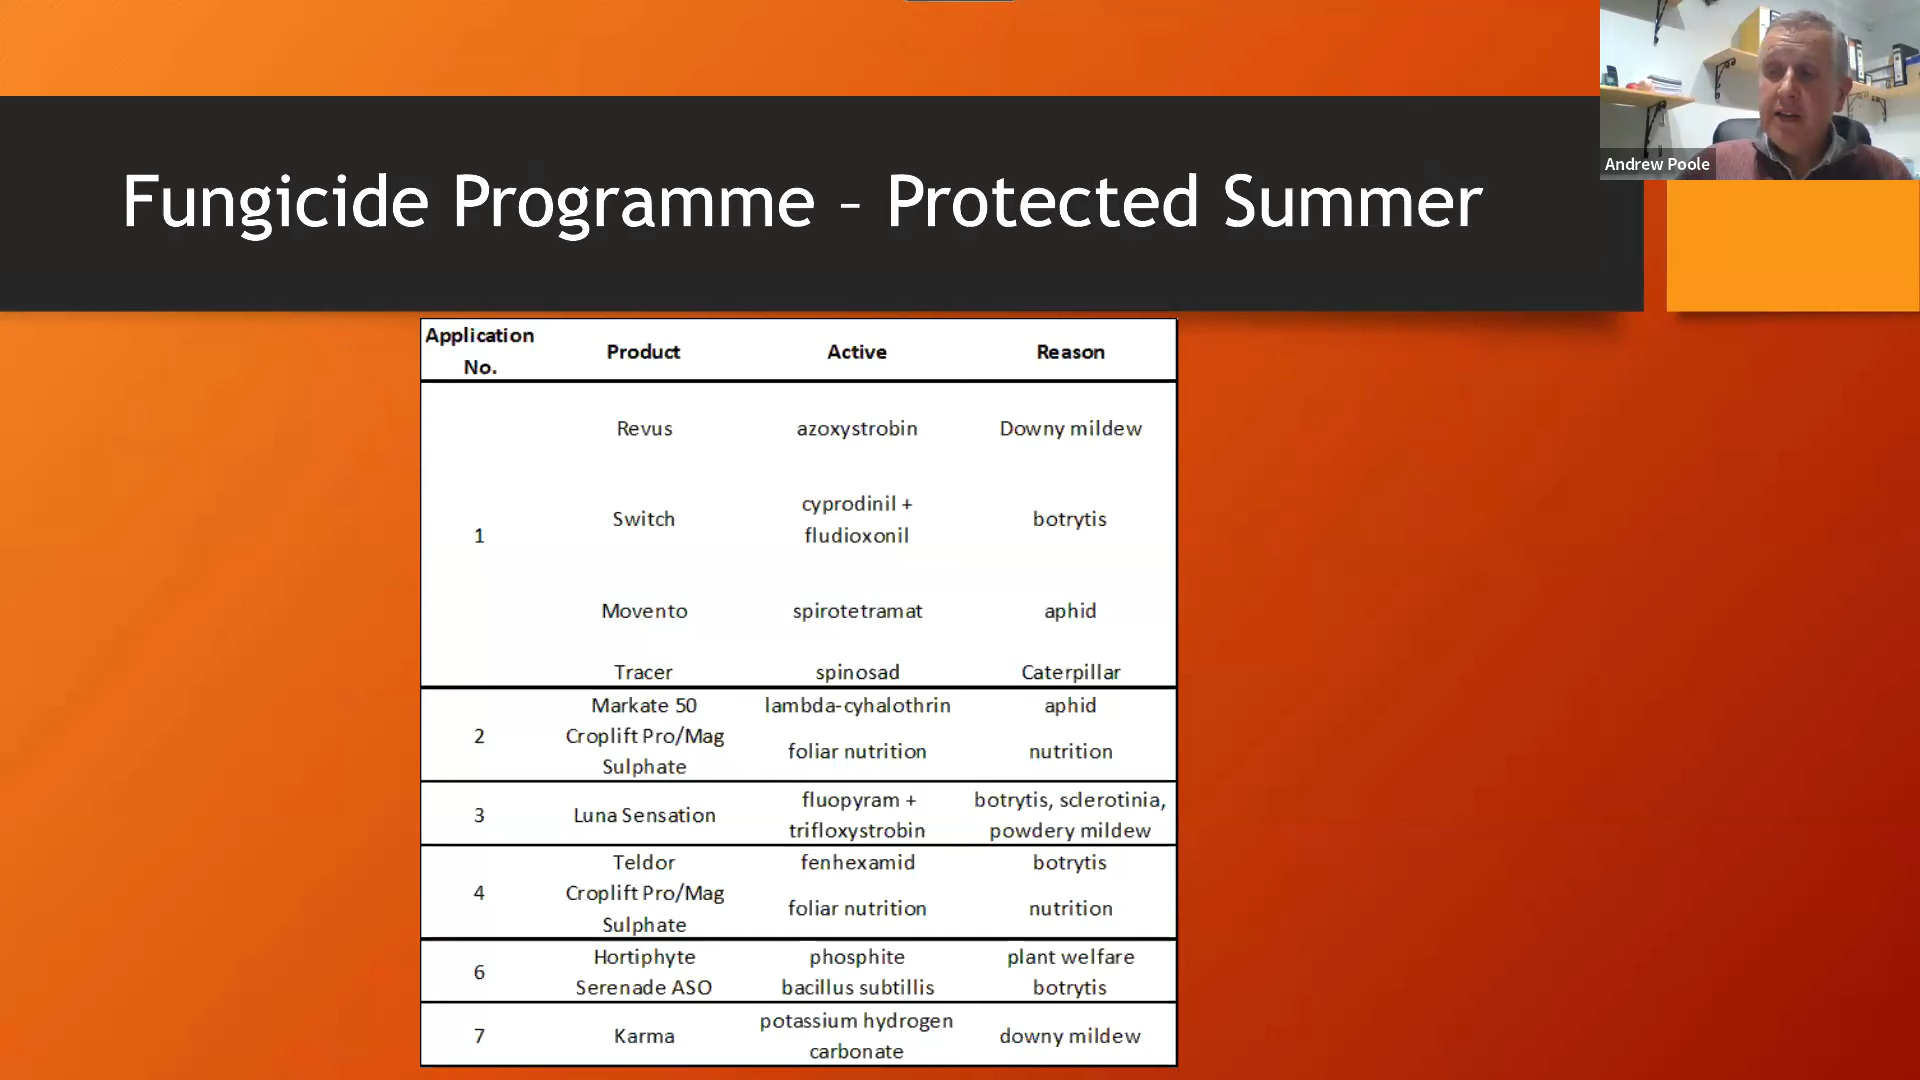 Andrew Poole
Fungicide Programme – Protected Summer
Application No. Product Active Reason
1 Revus azoxystrobin Downy mildew
Switch cyprodinil + fludioxonil botrytis
Movento spirotetramat aphid
Tracer spinosad Caterpillar
2 Markate 50 lambda-cyhalothrin aphid
Croplift Pro/Mag Sulphate foliar nutrition nutrition
3 Luna Sensation fluopyram + trifloxystrobin botrytis, sclerotinia, powdery mildew
4 Teldor fenhexamid botrytis
Croplift Pro/Mag Sulphate foliar nutrition nutrition
6 Hortiphyte phosphite plant welfare
Serenade ASO bacillus subtillis botrytis
7 Karma potassium hydrogen carbonate downy mildew